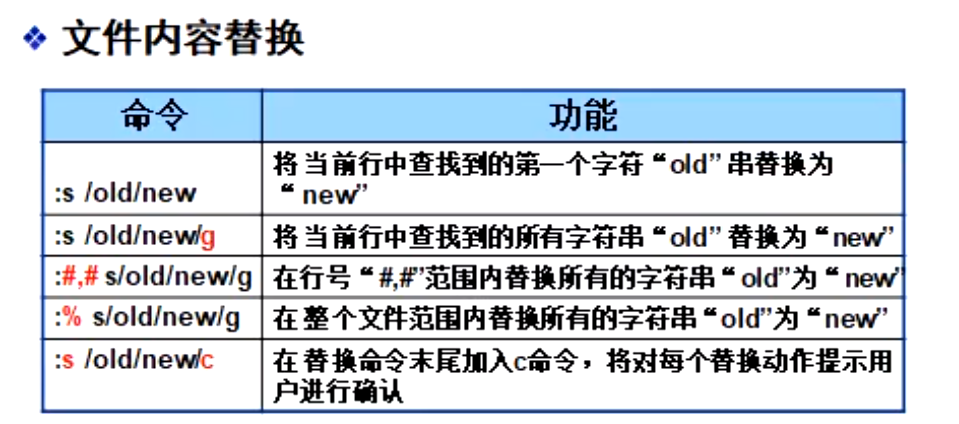 ❖ 文件内容替换
命令 功能
将当前行中查找到的第一个字符“old”串替换为
:s /old/new “ new”
:s /old/new/g 将当前行中查找到的所有字符串“old”替换为“new”
:#,# s/old/new/g 在行号“#,#”范围内替换所有的字符串“old”为“new”
:% s/old/new/g 在整个文件范围内替换所有的字符串“old”为“new”
:s /old/new/c 在替换命令末尾加入c命令，将对每个替换动作提示用
户进行确认